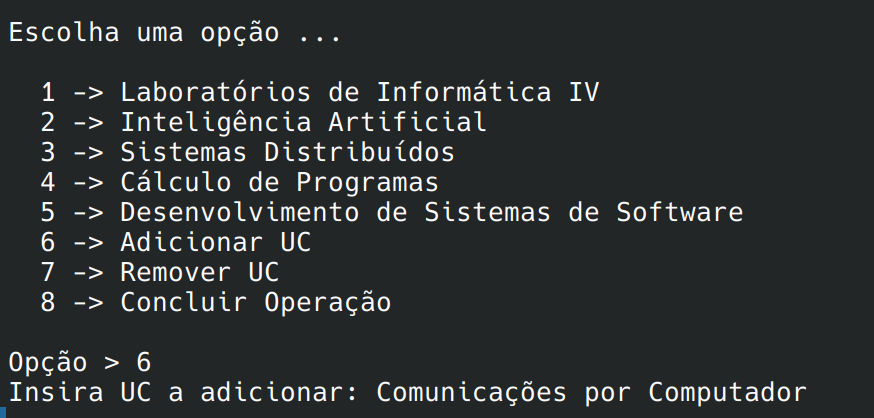 Escolha uma opção ...
1 -> Laboratórios de Informática IV
2 -> Inteligência Artificial
3 -> Sistemas Distribuídos
4 -> Cálculo de Programas
5 -> Desenvolvimento de Sistemas de Software
6 -> Adicionar UC
7 -> Remover UC
8 -> Concluir Operação
Opção > 6
Insira UC a adicionar: Comunicações por Computador